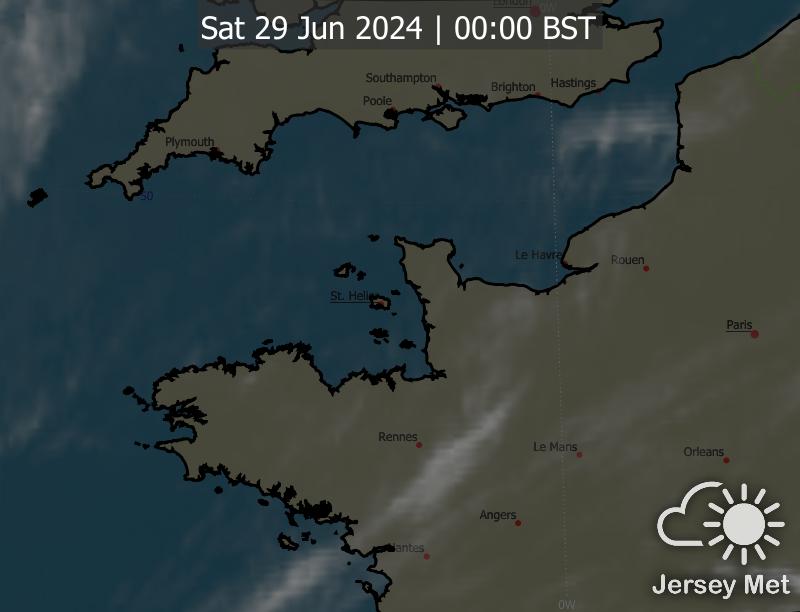 London
0W
Sat 29 Jun 2024 | 00:00 BST
Southampton
Brighton
Hastings
Poole
Plymouth
50
Le Havre
Rouen
St. Helier
Paris
Rennes
Le Mans
Orleans
Angers
Nantes
0W
Jersey Met